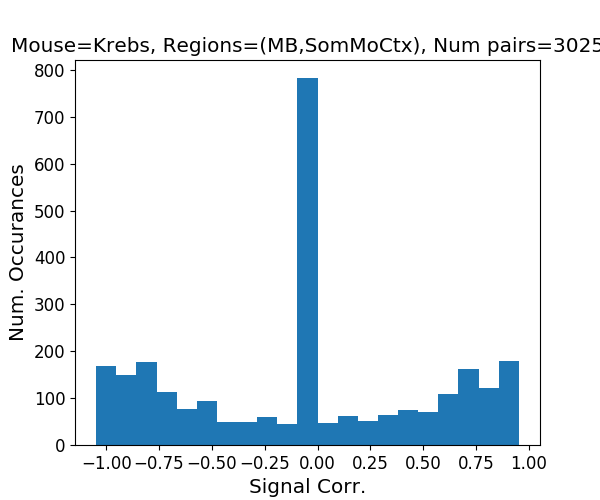 Mouse=Krebs, Regions=(MB,SomMoCtx), Num pairs=3025
800
700
600
500
400
300
200
100
0
Num. Occurances
−1.00 −0.75 −0.50 −0.25 0.00 0.25 0.50 0.75 1.00
Signal Corr.